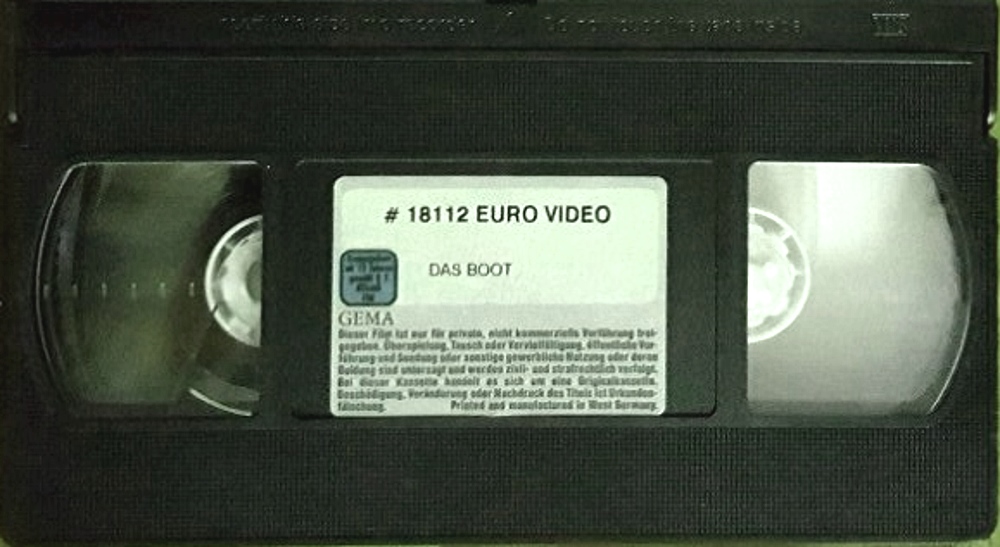 VHS
# 18112 EURO VIDEO
DAS BOOT
GEMA
Dieser Film ist nur für private, nicht kommerzielle Vorführung frei-
gegeben. Überspielung, Tausch oder Vervielfältigung, öffentliche Vor-
führung und Sendung oder sonstige gewerbliche Nutzung oder deren
Duldung sind untersagt und werden zivil- und strafrechtlich verfolgt.
Bei dieser Kassette handelt es sich um eine Originalkassette.
Beschädigung, Veränderung oder Nachdruck des Titels ist Urkunden-
fälschung. Printed and manufactured in West Germany.